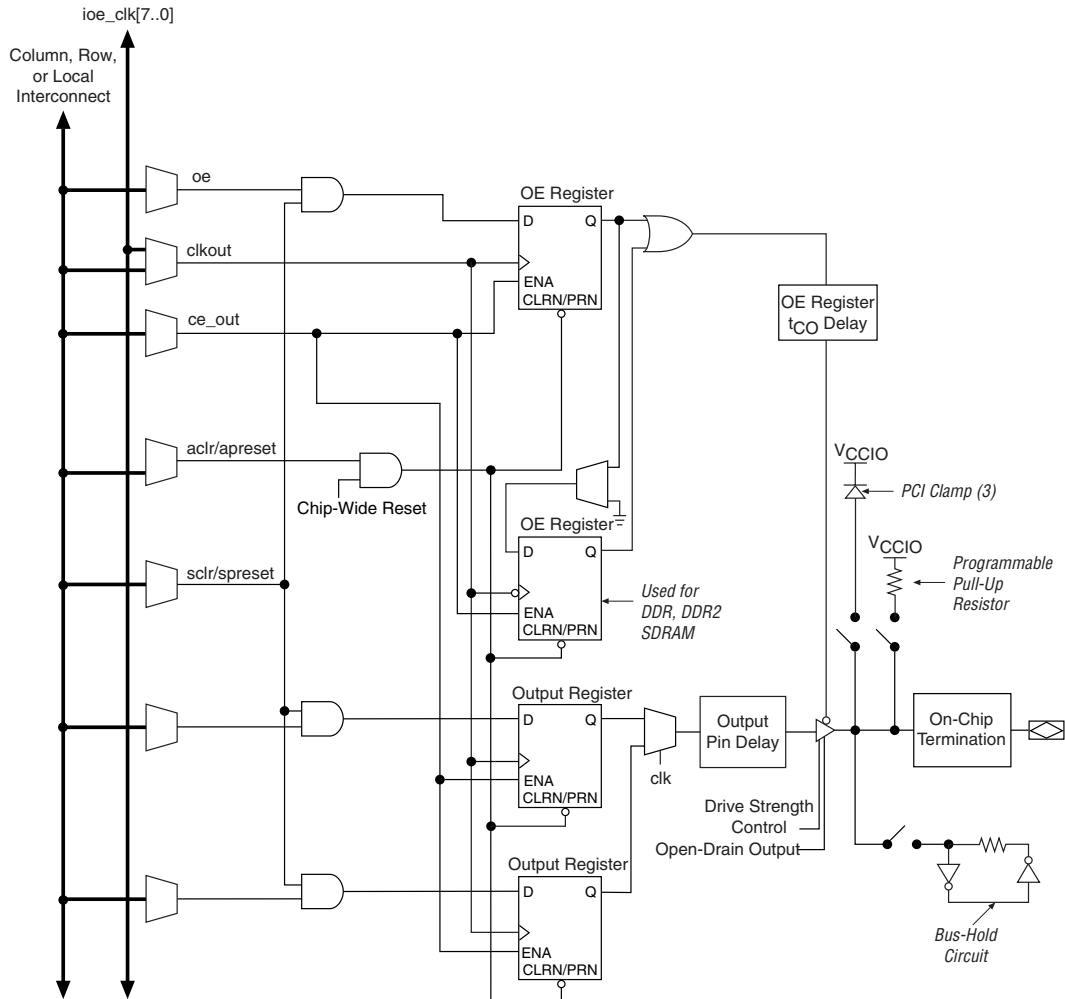 ioe_clk[7..0]
Column, Row,
or Local
Interconnect
oe
OE Register
D
Q
clkout
ENA
CLRN/PRN
OE Register
tCO Delay
ce_out
aclr/apreset
Chip-Wide Reset
VCCIO
PCI Clamp (3)
OE Register
D
Q
VCCIO
Programmable
Pull-Up
Resistor
sclr/spreset
Used for
DDR, DDR2
SDRAM
ENA
CLRN/PRN
Output Register
D
Q
Output
Pin Delay
On-Chip
Termination
ENA
CLRN/PRN
clk
Drive Strength
Control
Open-Drain Output
Output Register
D
Q
ENA
CLRN/PRN
Bus-Hold
Circuit